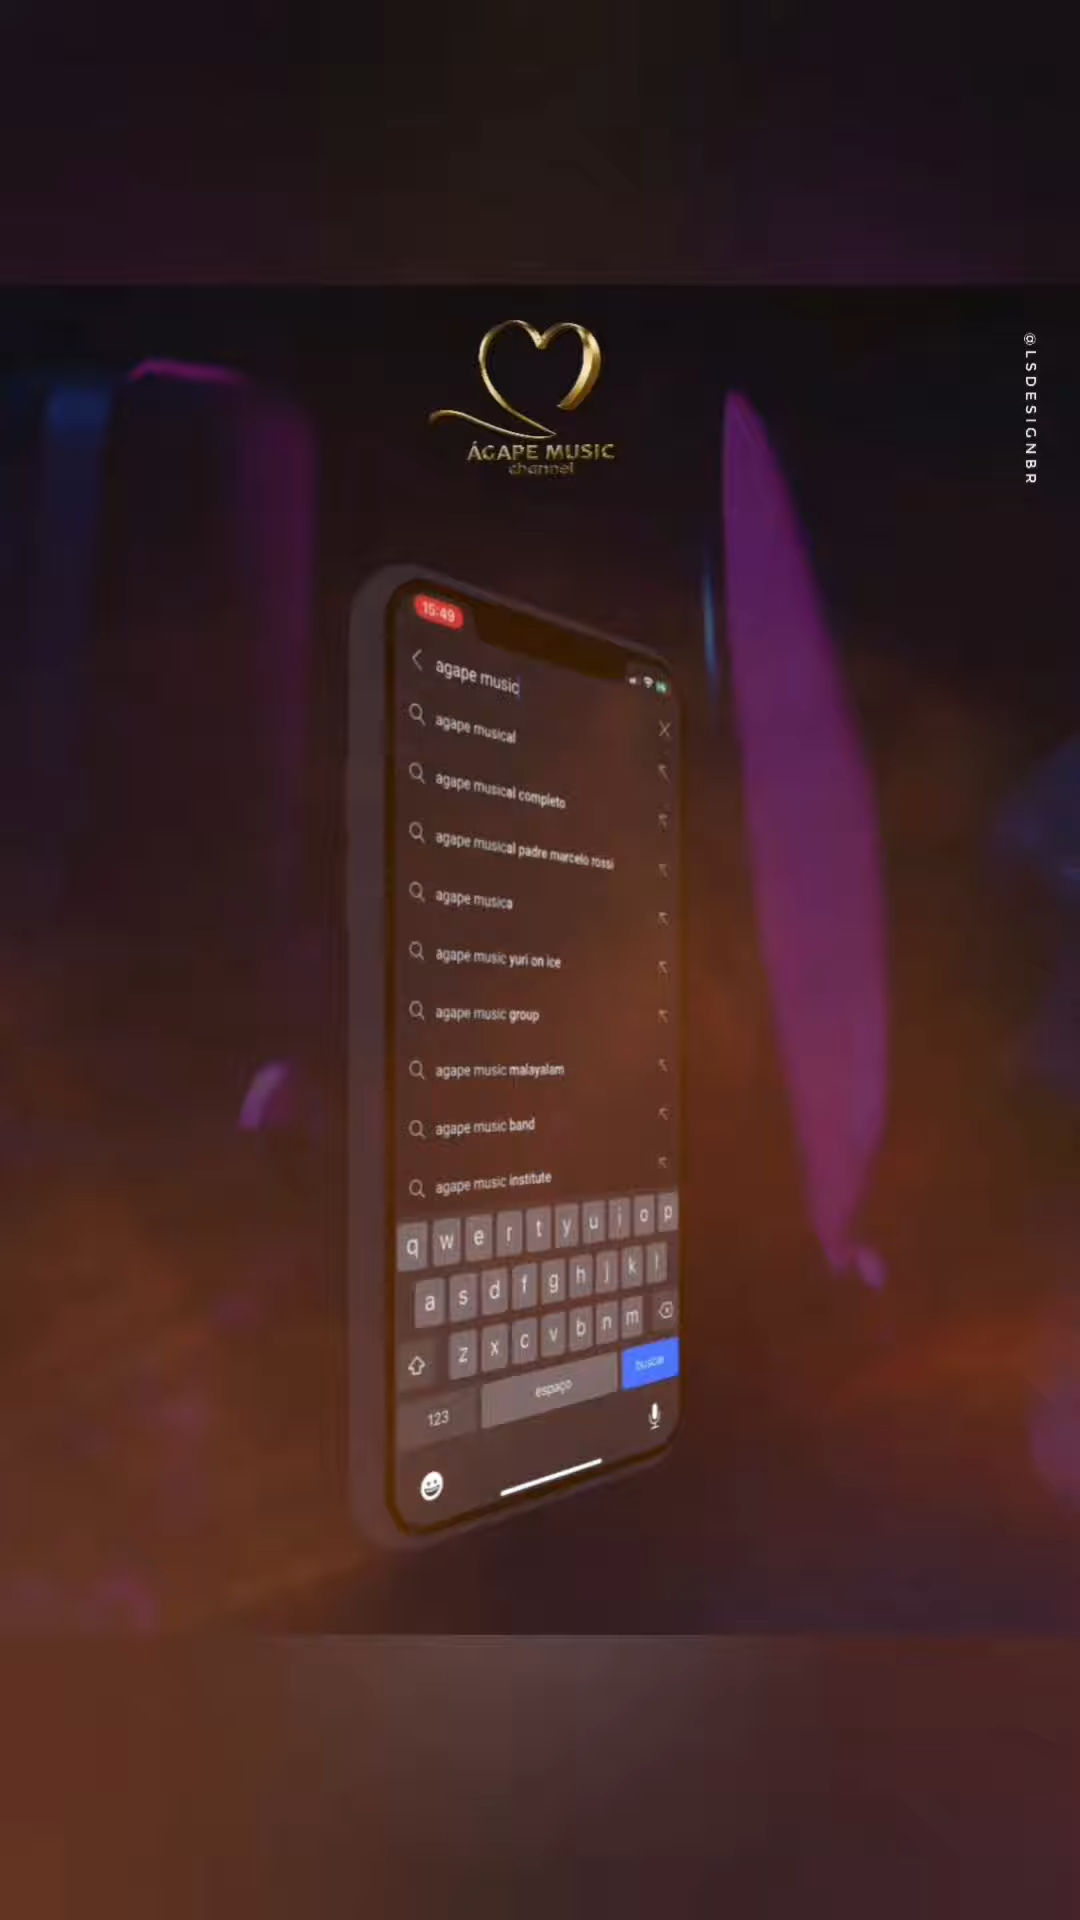 ÁGAPE MUSIC
channel
@LSDESIGNBR
15:49
agape music
agape musical
agape musical completo
agape musical padre marcelo rossi
agape musica
agape music yuri on ice
agape music group
agape music malayalam
agape music band
agape music institute
q w e r t y u i o p
a s d f g h j k l
z x c v b n m
123 espaço buscar